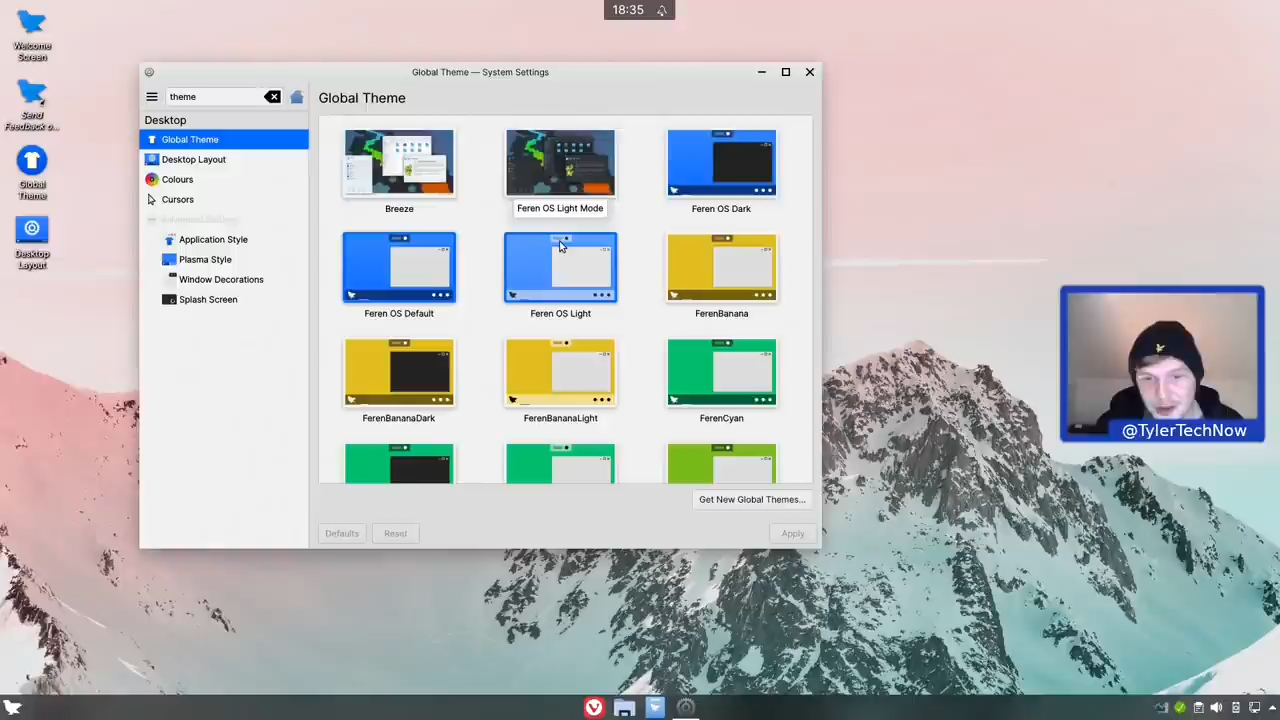 18:35
Welcome
Screen
Send
Feedback o...
Global
Theme
Desktop
Layout
Global Theme — System Settings
theme
Global Theme
Desktop
Global Theme
Desktop Layout
Colours
Cursors
Application Style
Plasma Style
Window Decorations
Splash Screen
Breeze
Feren OS Light Mode
Feren OS Dark
Feren OS Default
Feren OS Light
FerenBanana
FerenBananaDark
FerenBananaLight
FerenCyan
Get New Global Themes...
Defaults
Reset
Apply
@TylerTechNow